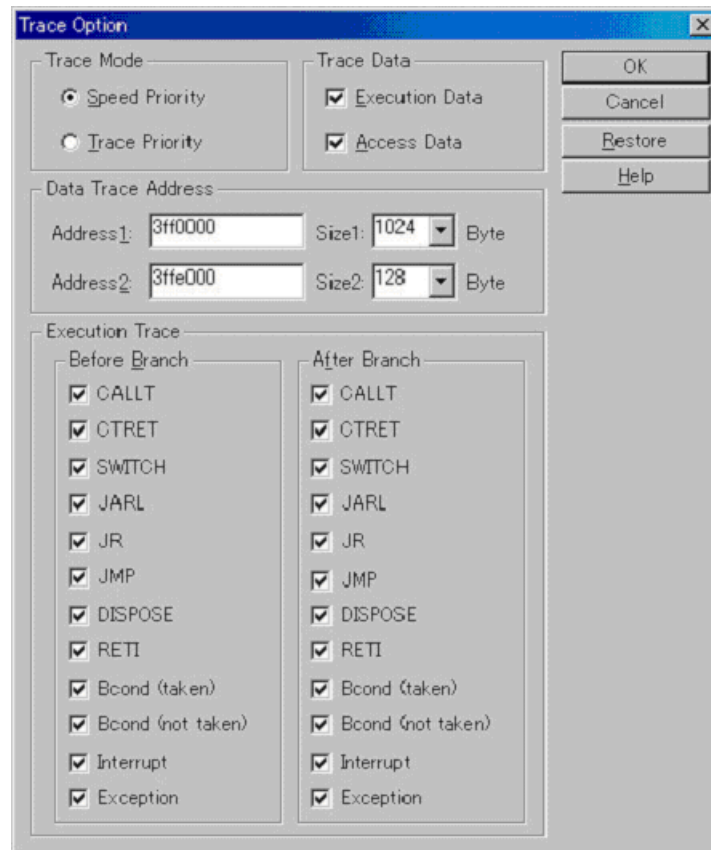 Trace Option
Trace Mode
Speed Priority
Trace Priority
Trace Data
Execution Data
Access Data
OK
Cancel
Restore
Help
Data Trace Address
Address1: 3ff0000 Size1: 1024 Byte
Address2: 3ffe000 Size2: 128 Byte
Execution Trace
Before Branch
CALLT
CTRET
SWITCH
JARL
JR
JMP
DISPOSE
RETI
Bcond (taken)
Bcond (not taken)
Interrupt
Exception
After Branch
CALLT
CTRET
SWITCH
JARL
JR
JMP
DISPOSE
RETI
Bcond (taken)
Bcond (not taken)
Interrupt
Exception